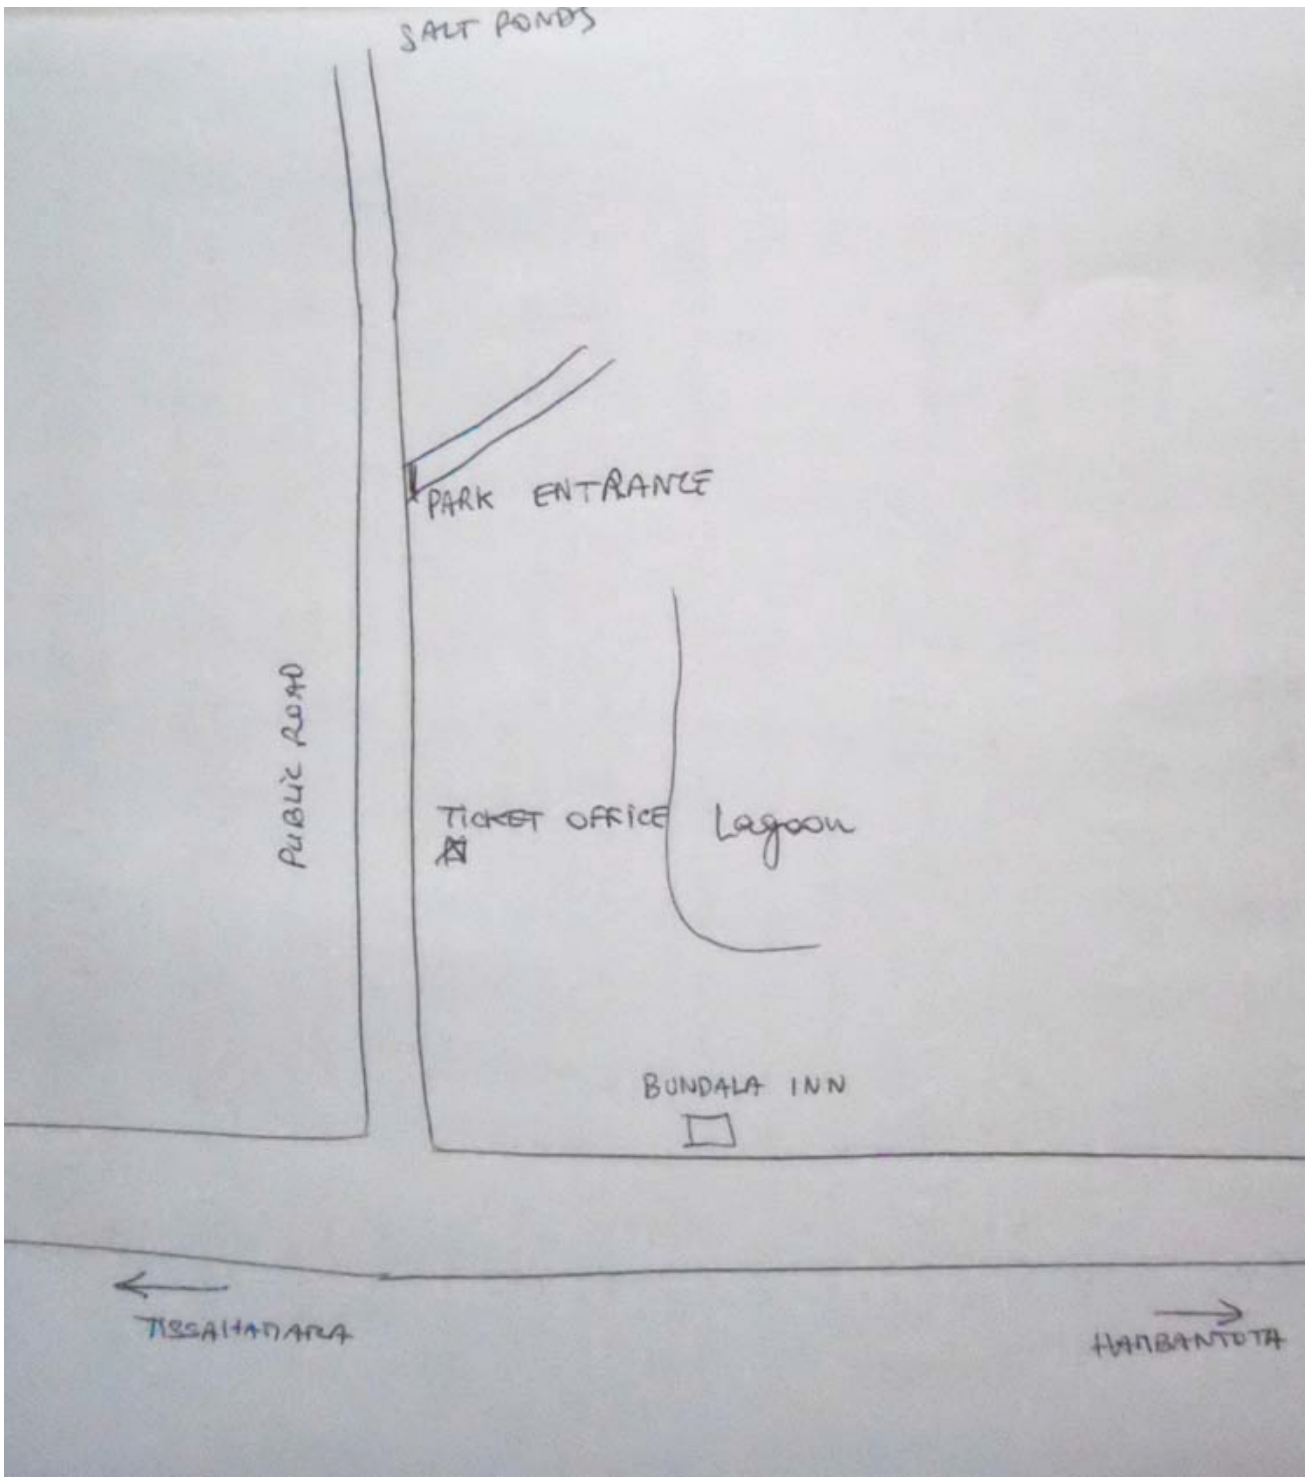 SALT PONDS
PARK ENTRANCE
PUBLIC ROAD
TICKET OFFICE
Lagoon
BUNDALA INN
TISSAHAMARA
HAMBANTOTA